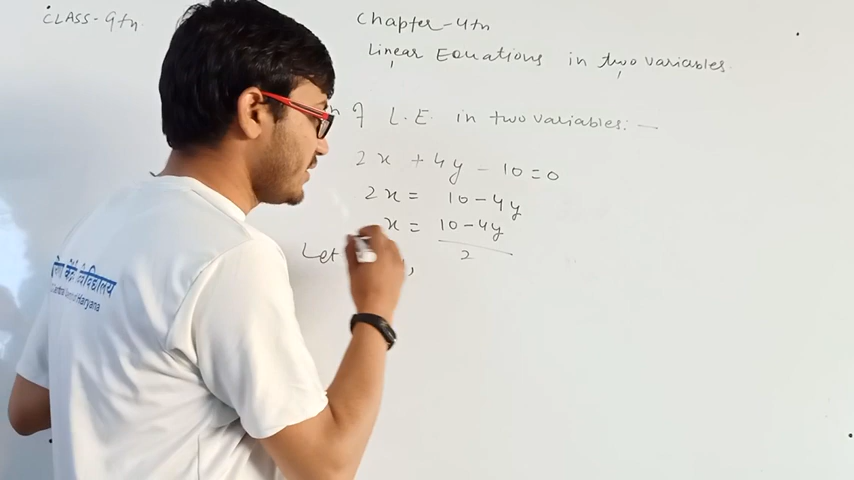 CLASS-9th
Chapter-4th
Linear Equations in two variables
L.E. in two variables:-
2x + 4y - 10 = 0
2x = 10 - 4y
x = 10 - 4y
2
Let